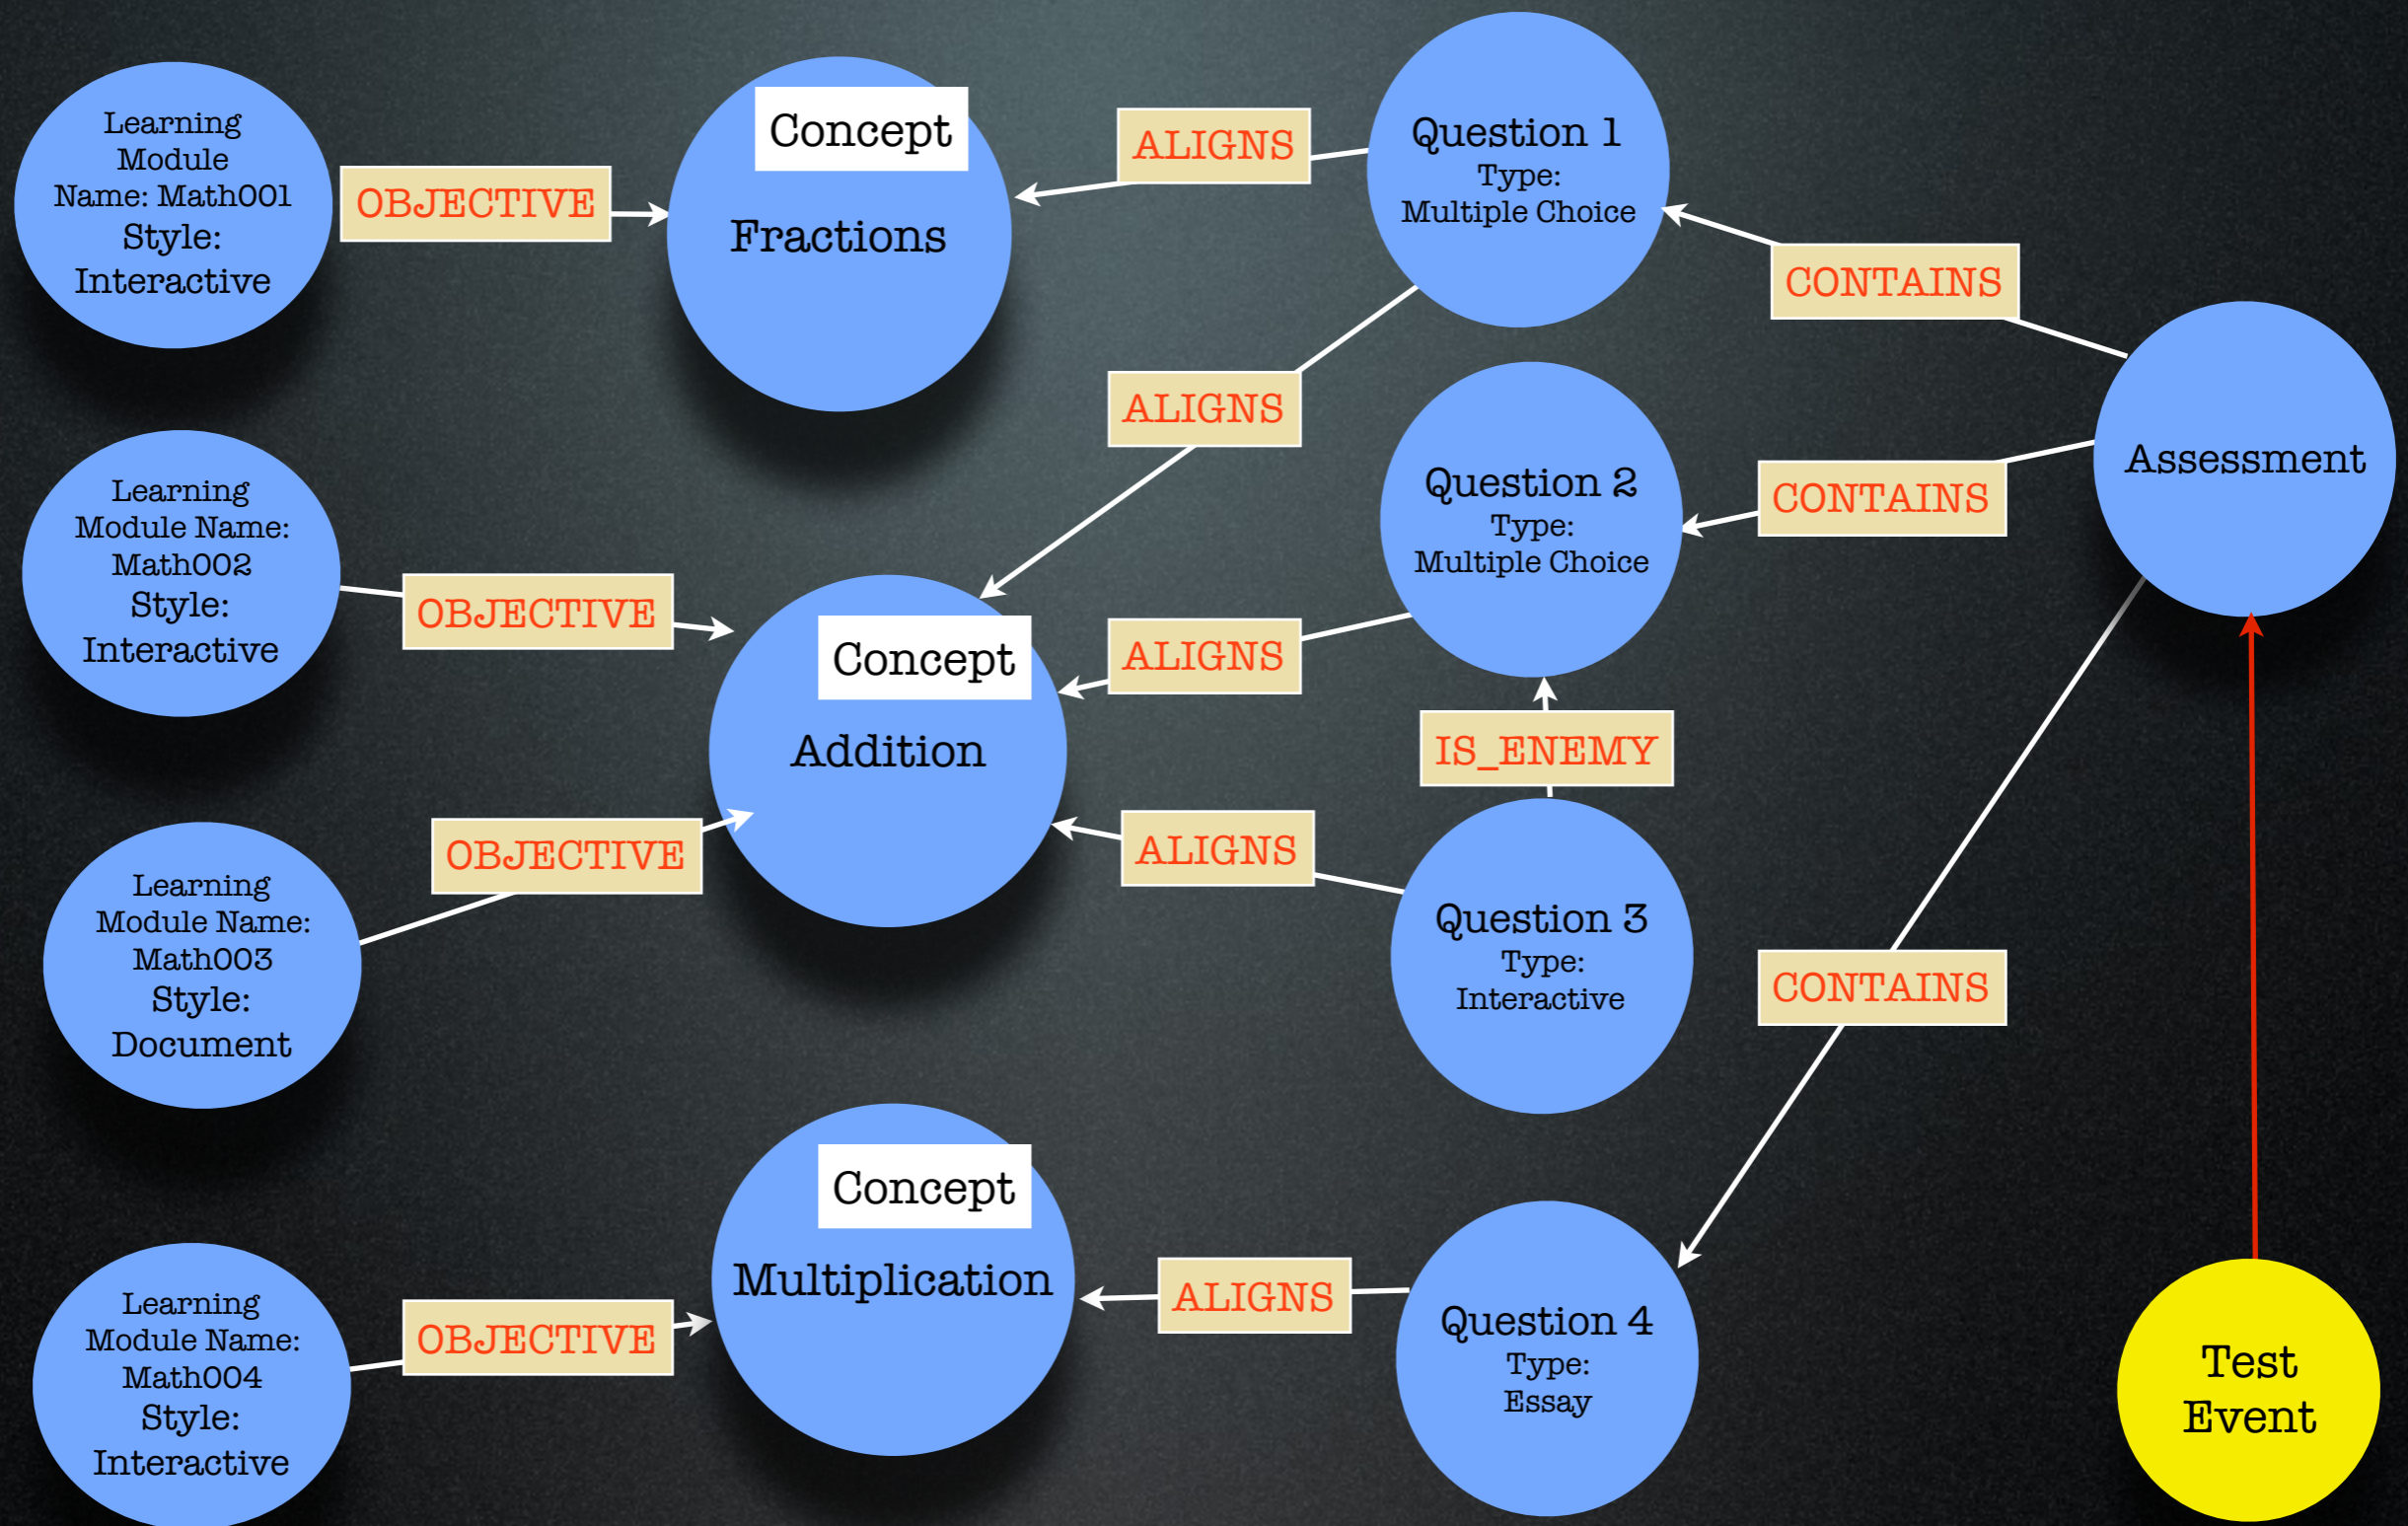 Learning
Module
Name: Math001
Style:
Interactive
OBJECTIVE
Concept
Fractions
ALIGNS
Question 1
Type:
Multiple Choice
CONTAINS
ALIGNS
Learning
Module Name:
Math002
Style:
Interactive
OBJECTIVE
Concept
Addition
ALIGNS
Question 2
Type:
Multiple Choice
CONTAINS
Assessment
IS_ENEMY
Learning
Module Name:
Math003
Style:
Document
OBJECTIVE
ALIGNS
Question 3
Type:
Interactive
CONTAINS
Learning
Module Name:
Math004
Style:
Interactive
OBJECTIVE
Concept
Multiplication
ALIGNS
Question 4
Type:
Essay
Test
Event